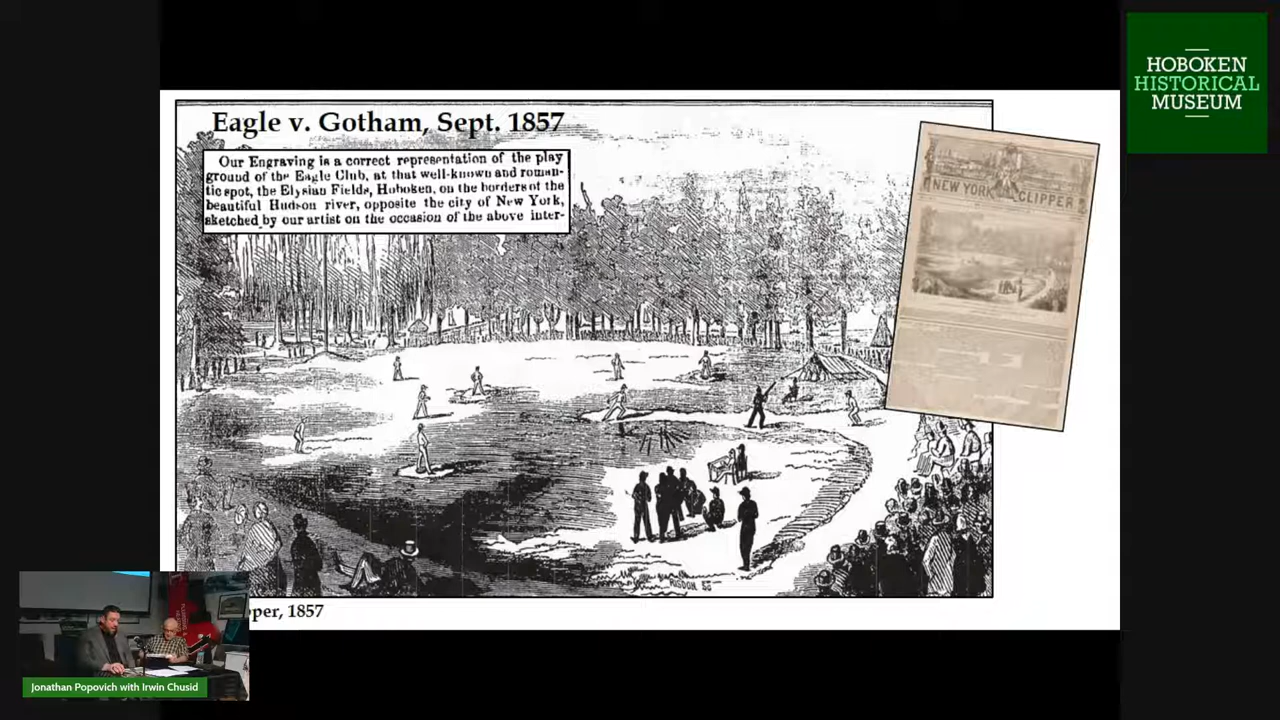 HOBOKEN
HISTORICAL
MUSEUM
Eagle v. Gotham, Sept. 1857
Our Engraving is a correct representation of the play
ground of the Eagle Club, at that well-known and roman-
tic spot, the Elysian Fields, Hoboken, on the borders of the
beautiful Hudson river, opposite the city of New York,
sketched by our artist on the occasion of the above inter-
NEW YORK CLIPPER
per, 1857
Jonathan Popovich with Irwin Chusid